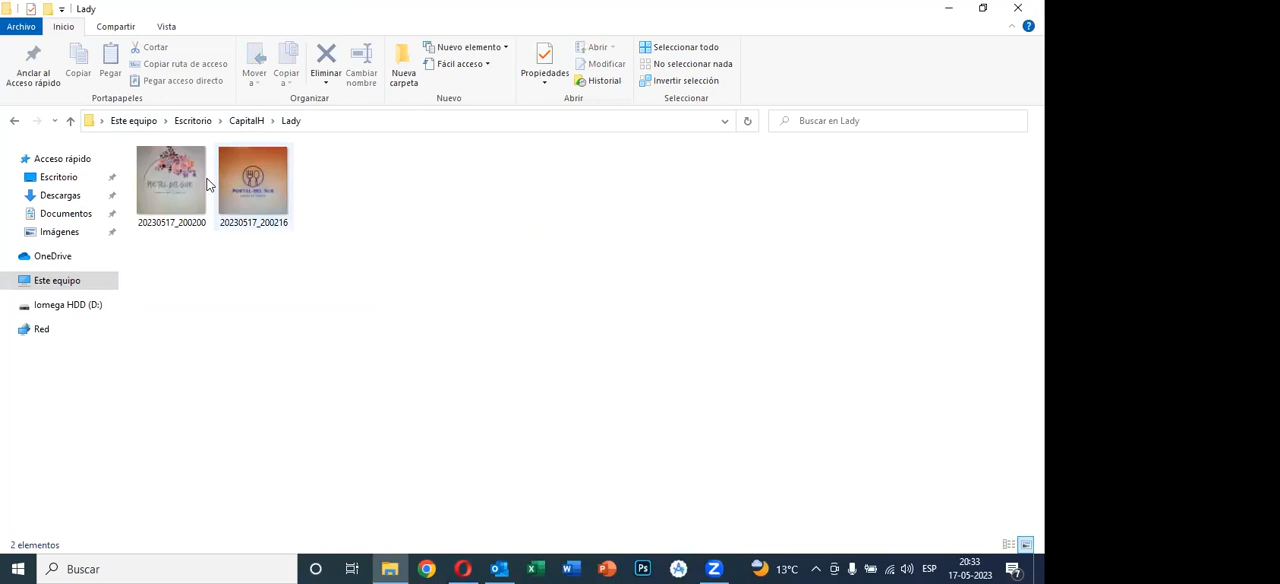 Lady
Archivo Inicio Compartir Vista
Anclar al
Acceso rápido
Copiar
Pegar
Cortar
Copiar ruta de acceso
Pegar acceso directo
Portapapeles
Mover
a
Copiar
a
Eliminar
Cambiar
nombre
Organizar
Nueva
carpeta
Nuevo elemento
Fácil acceso
Nuevo
Propiedades
Abrir
Modificar
Historial
Abrir
Seleccionar todo
No seleccionar nada
Invertir selección
Seleccionar
Este equipo > Escritorio > CapitalH > Lady
Buscar en Lady
Acceso rápido
Escritorio
Descargas
Documentos
Imágenes
OneDrive
Este equipo
Iomega HDD (D:)
Red
PORTAL DEL SUR
20230517_200200
20230517_200216
2 elementos
Buscar
13°C
ESP
20:33
17-05-2023
7